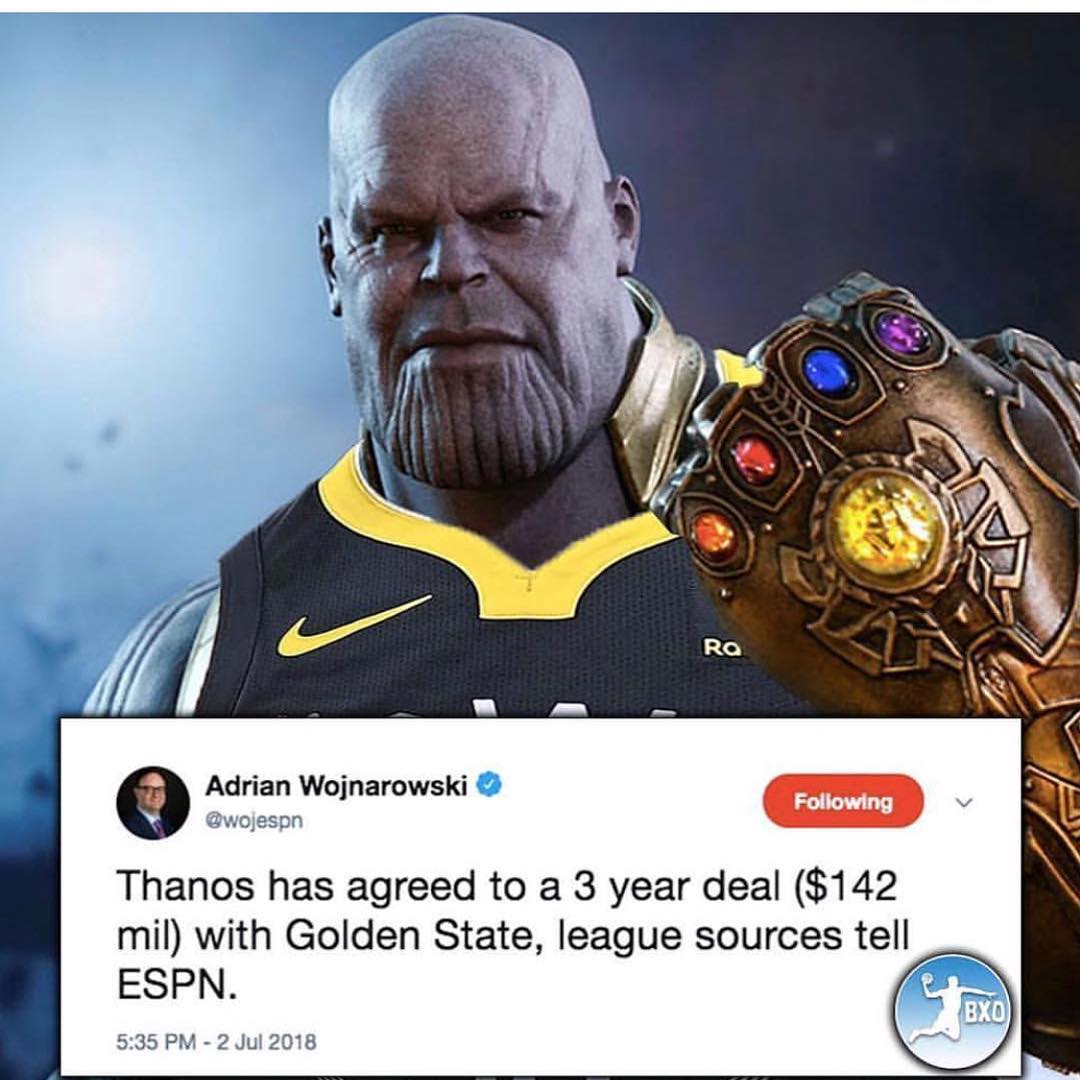 Ra
Adrian Wojnarowski
@wojespn
Following
Thanos has agreed to a 3 year deal ($142
mil) with Golden State, league sources tell
ESPN.
5:35 PM - 2 Jul 2018
BXO